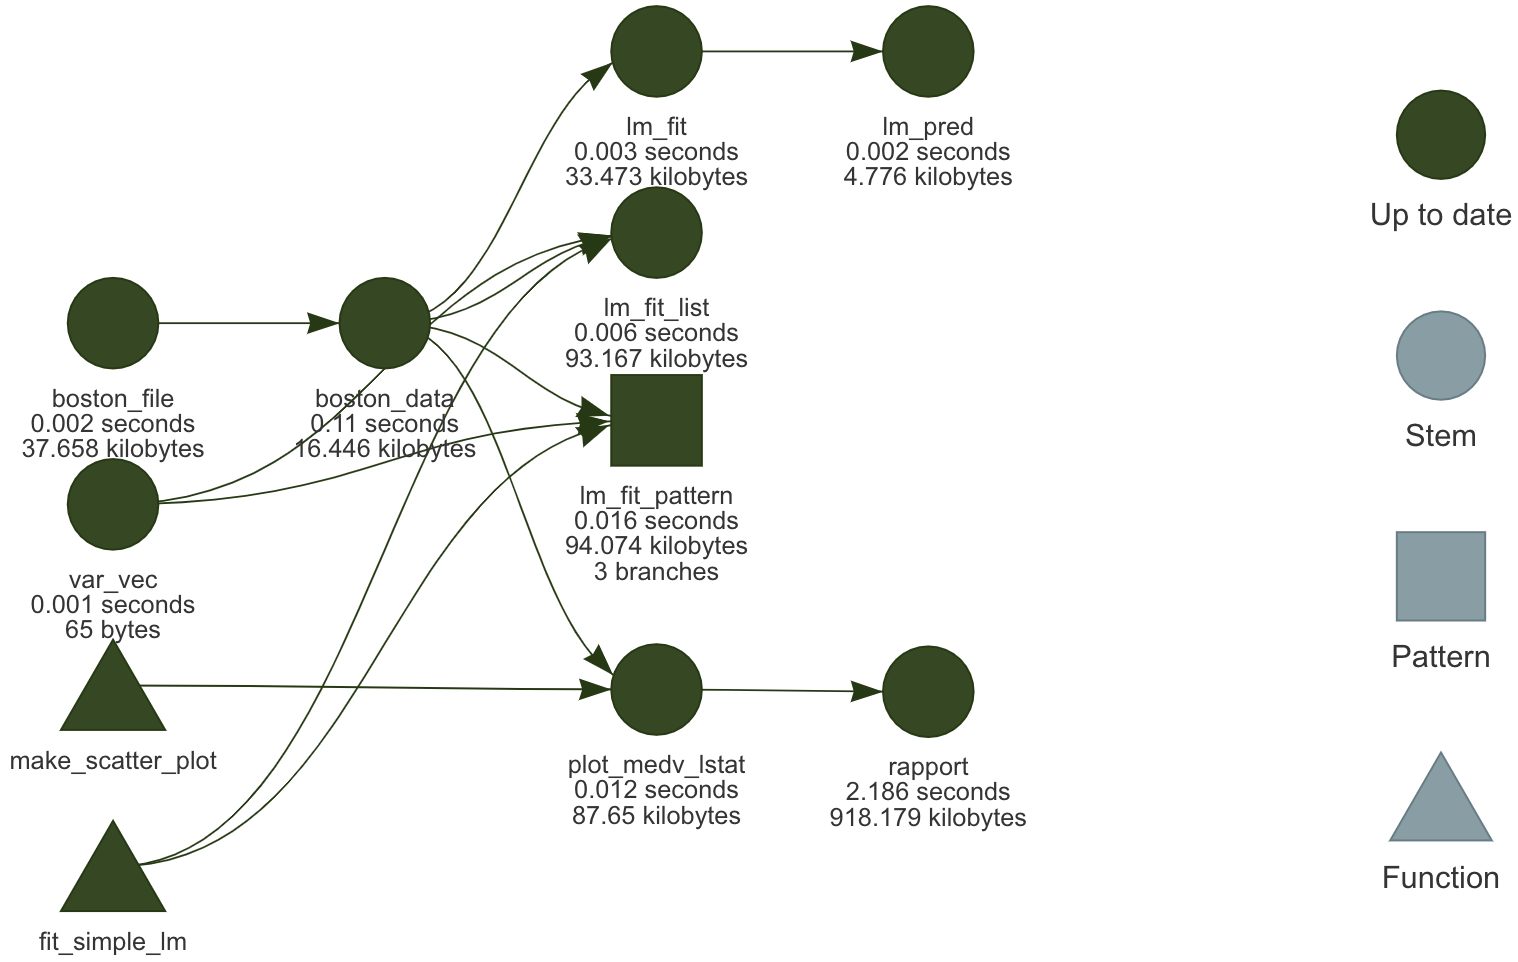 lm_fit
0.003 seconds
33.473 kilobytes
lm_pred
0.002 seconds
4.776 kilobytes
lm_fit_list
0.006 seconds
93.167 kilobytes
boston_file
0.002 seconds
37.658 kilobytes
boston_data
0.11 seconds
16.446 kilobytes
lm_fit_pattern
0.016 seconds
94.074 kilobytes
3 branches
var_vec
0.001 seconds
65 bytes
make_scatter_plot
plot_medv_lstat
0.012 seconds
87.65 kilobytes
rapport
2.186 seconds
918.179 kilobytes
fit_simple_lm
Up to date
Stem
Pattern
Function